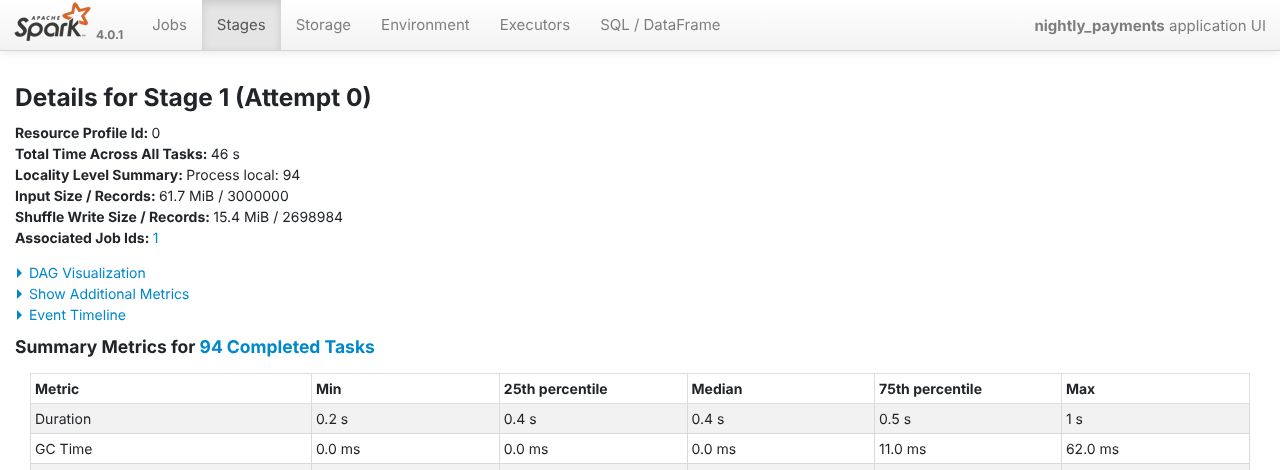 APACHE Spark 4.0.1 Jobs Stages Storage Environment Executors SQL / DataFrame nightly_payments application UI
Details for Stage 1 (Attempt 0)
Resource Profile Id: 0
Total Time Across All Tasks: 46 s
Locality Level Summary: Process local: 94
Input Size / Records: 61.7 MiB / 3000000
Shuffle Write Size / Records: 15.4 MiB / 2698984
Associated Job Ids: 1
DAG Visualization
Show Additional Metrics
Event Timeline
Summary Metrics for 94 Completed Tasks
Metric Min 25th percentile Median 75th percentile Max
Duration 0.2 s 0.4 s 0.4 s 0.5 s 1 s
GC Time 0.0 ms 0.0 ms 0.0 ms 11.0 ms 62.0 ms